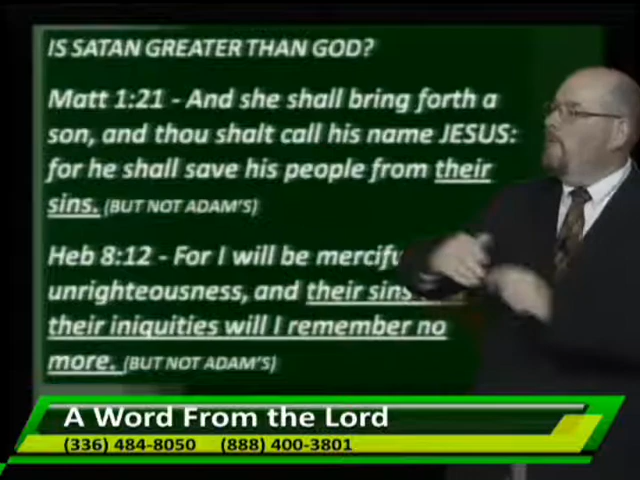 IS SATAN GREATER THAN GOD?
Matt 1:21 - And she shall bring forth a
son, and thou shalt call his name JESUS:
for he shall save his people from their
sins. (BUT NOT ADAM'S)
Heb 8:12 - For I will be
unrighteousness, and their sins
their iniquities will I remember no
more. (BUT NOT ADAM'S)
A Word From the Lord
(336) 484-8050 (888) 400-3801